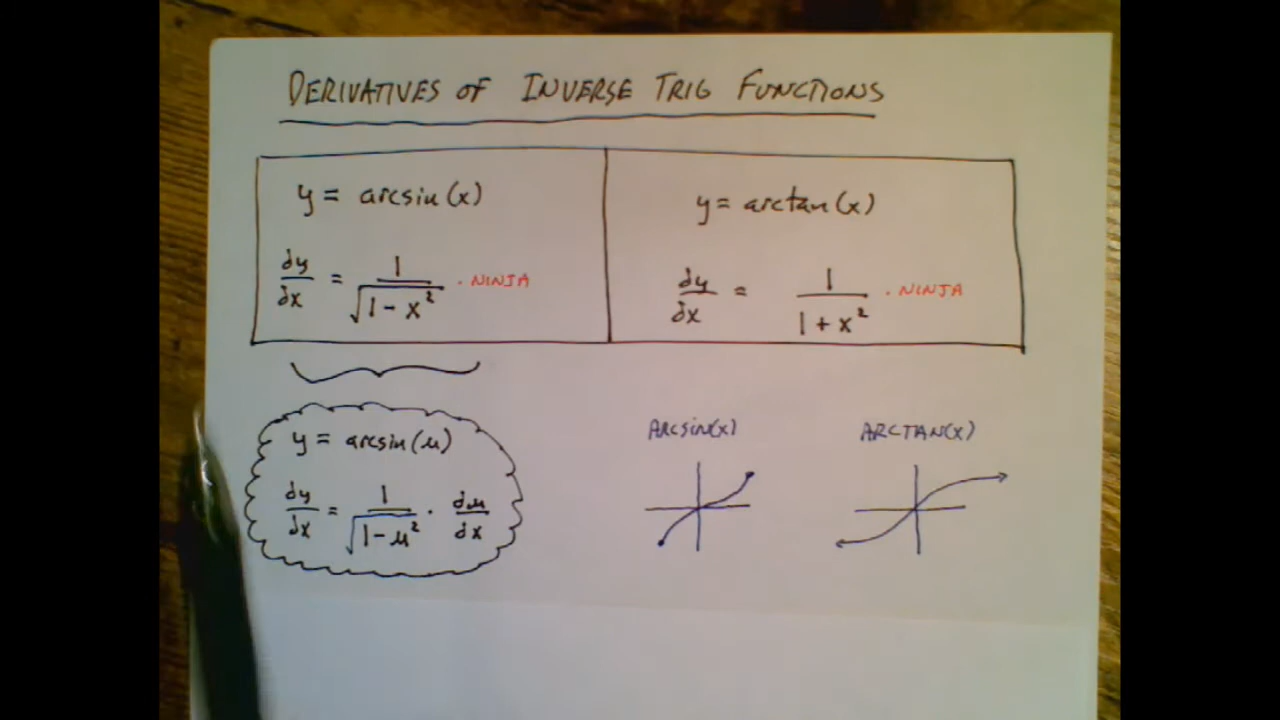 DERIVATIVES OF INVERSE TRIG FUNCTIONS
y = arcsin(x)
dy/dx = 1/√(1-x²) · NINJA
y = arctan(x)
dy/dx = 1/(1+x²) · NINJA
y = arcsin(u)
dy/dx = 1/√(1-u²) · du/dx
ARCSIN(X)
ARCTAN(X)